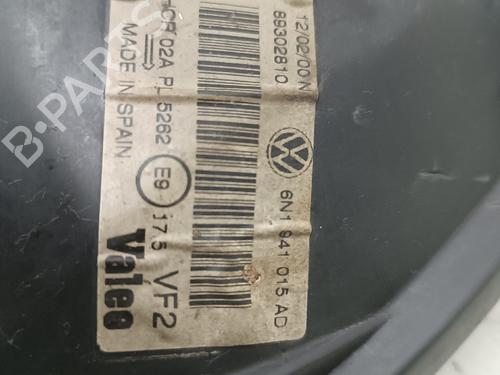 12/02/00 N
89302810
6N1 941 015 AD
HCR 02A PL 5262
MADE IN SPAIN
E9 17.5 VF2
Valeo
B-PARTS